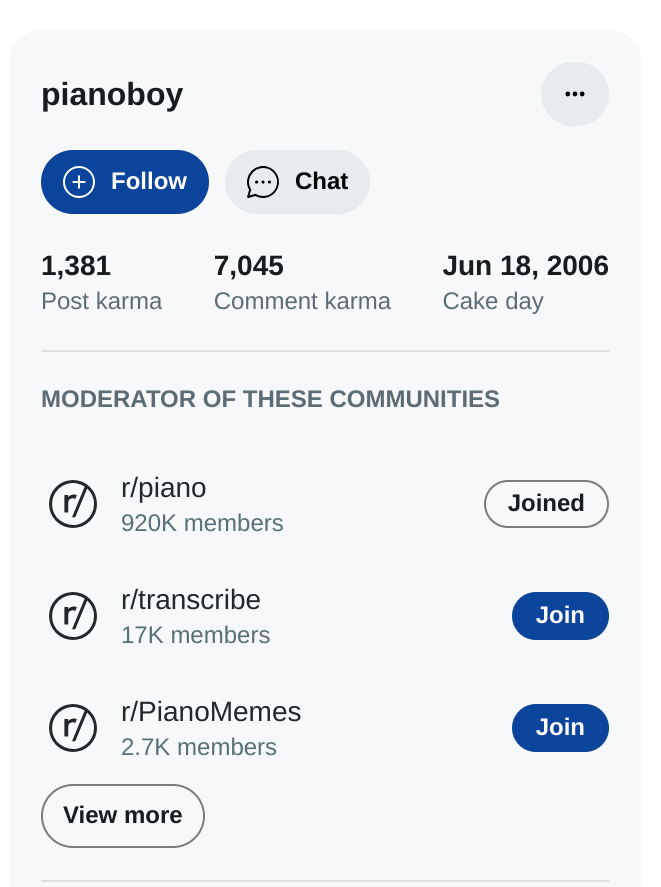 pianoboy
Follow
Chat
1,381
Post karma
7,045
Comment karma
Jun 18, 2006
Cake day
MODERATOR OF THESE COMMUNITIES
r/
r/piano
920K members
Joined
r/
r/transcribe
17K members
Join
r/
r/PianoMemes
2.7K members
Join
View more